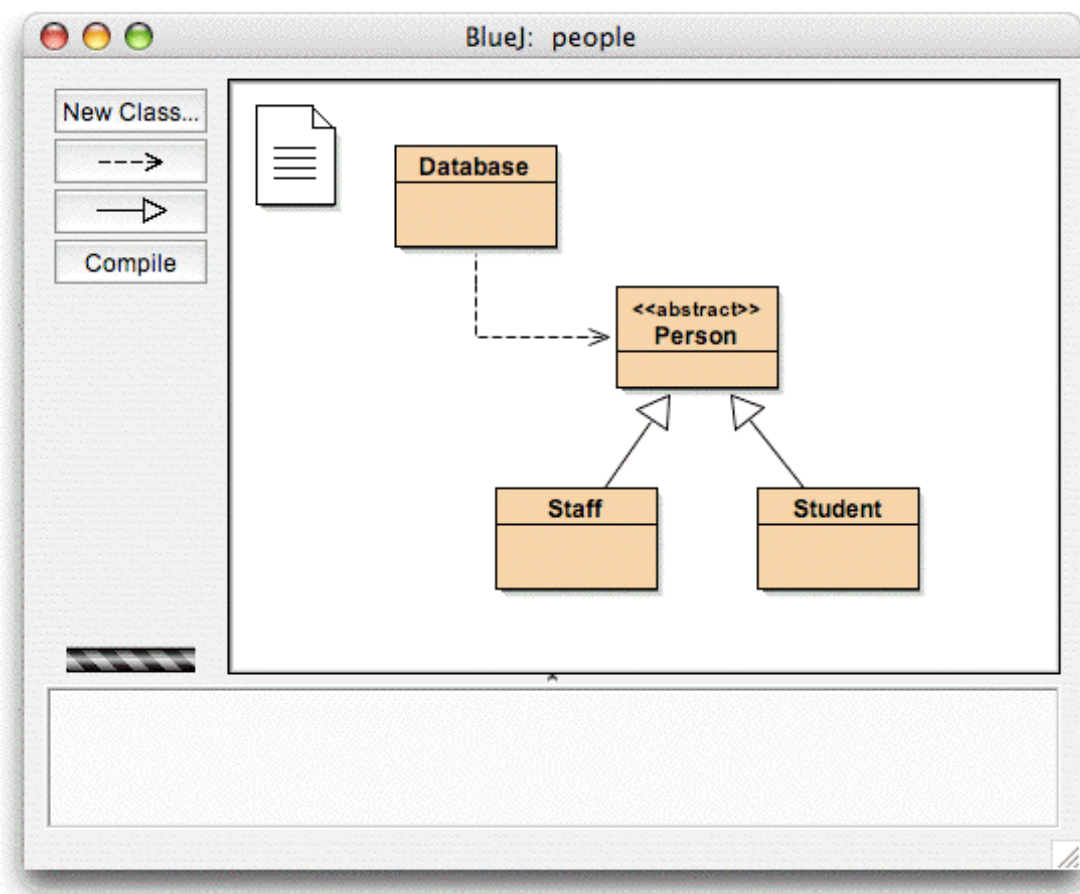 BlueJ: people
New Class...
Compile
Database
<<abstract>>
Person
Staff
Student